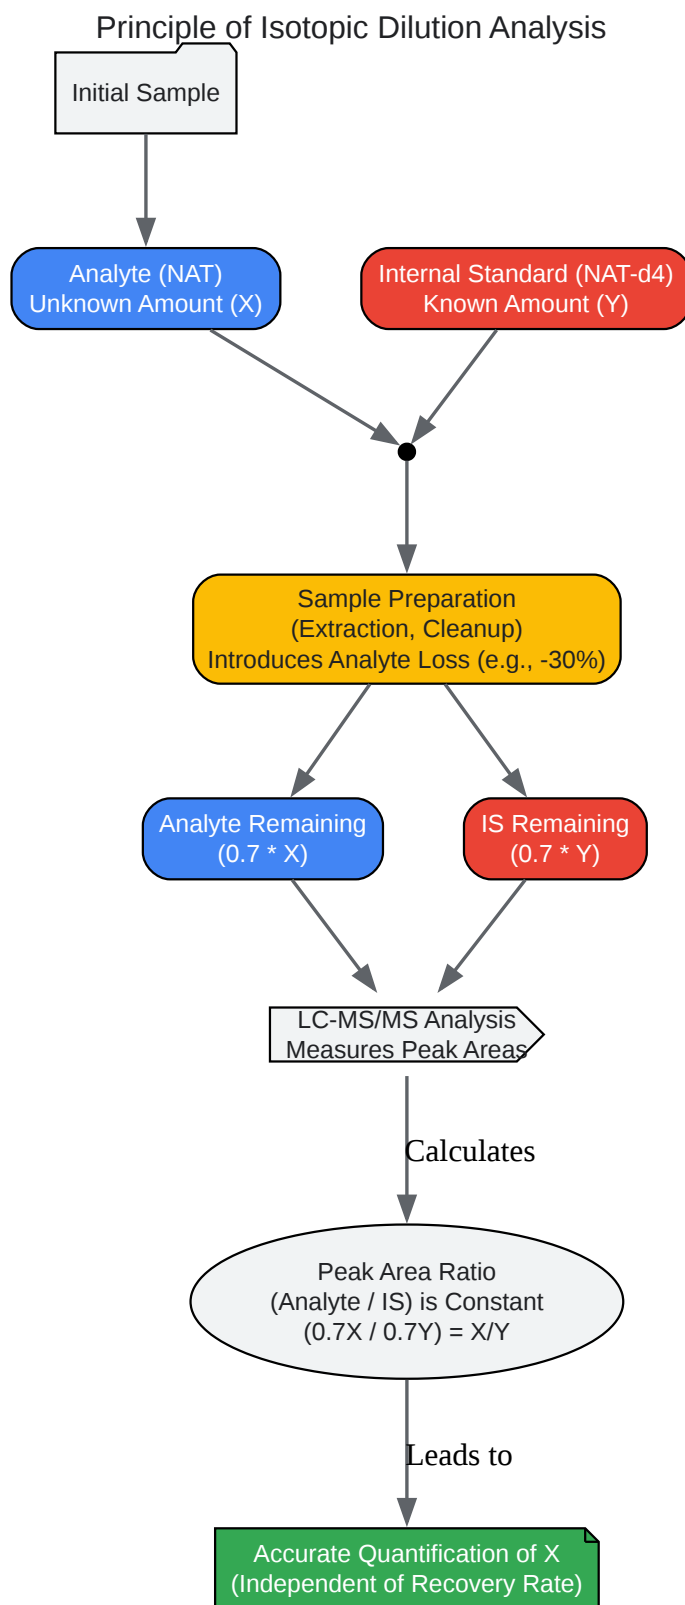 Principle of Isotopic Dilution Analysis
Initial Sample
Analyte (NAT)
Unknown Amount (X)
Internal Standard (NAT-d4)
Known Amount (Y)
Sample Preparation
(Extraction, Cleanup)
Introduces Analyte Loss (e.g., -30%)
Analyte Remaining
(0.7 * X)
IS Remaining
(0.7 * Y)
LC-MS/MS Analysis
Measures Peak Areas
Calculates
Peak Area Ratio
(Analyte / IS) is Constant
(0.7X / 0.7Y) = X/Y
Leads to
Accurate Quantification of X
(Independent of Recovery Rate)